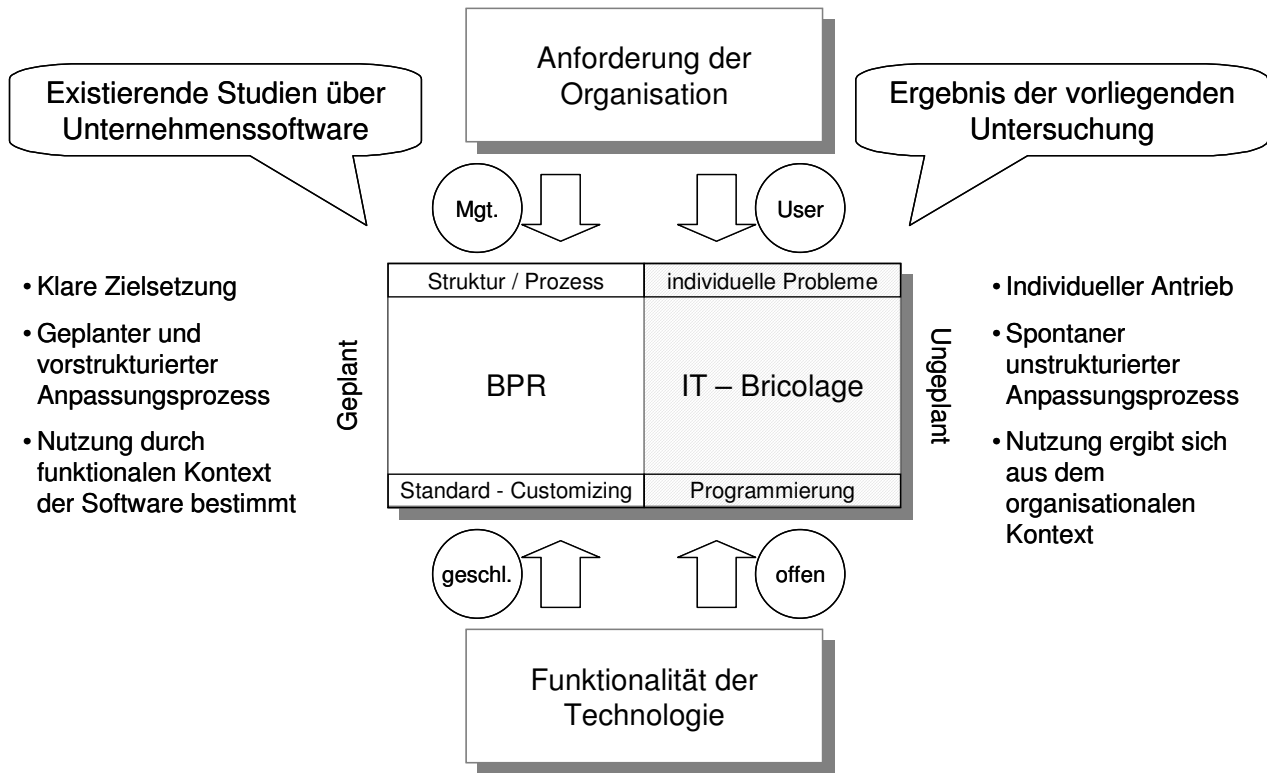 Anforderung der
Organisation
Existierende Studien über
Unternehmenssoftware
Ergebnis der vorliegenden
Untersuchung
Mgt.
User
• Klare Zielsetzung
• Geplanter und
vorstrukturierter
Anpassungsprozess
• Nutzung durch
funktionalen Kontext
der Software bestimmt
Geplant
Struktur / Prozess
individuelle Probleme
BPR
IT – Bricolage
Standard - Customizing
Programmierung
Ungeplant
• Individueller Antrieb
• Spontaner
unstrukturierter
Anpassungsprozess
• Nutzung ergibt sich
aus dem
organisationalen
Kontext
geschl.
offen
Funktionalität der
Technologie